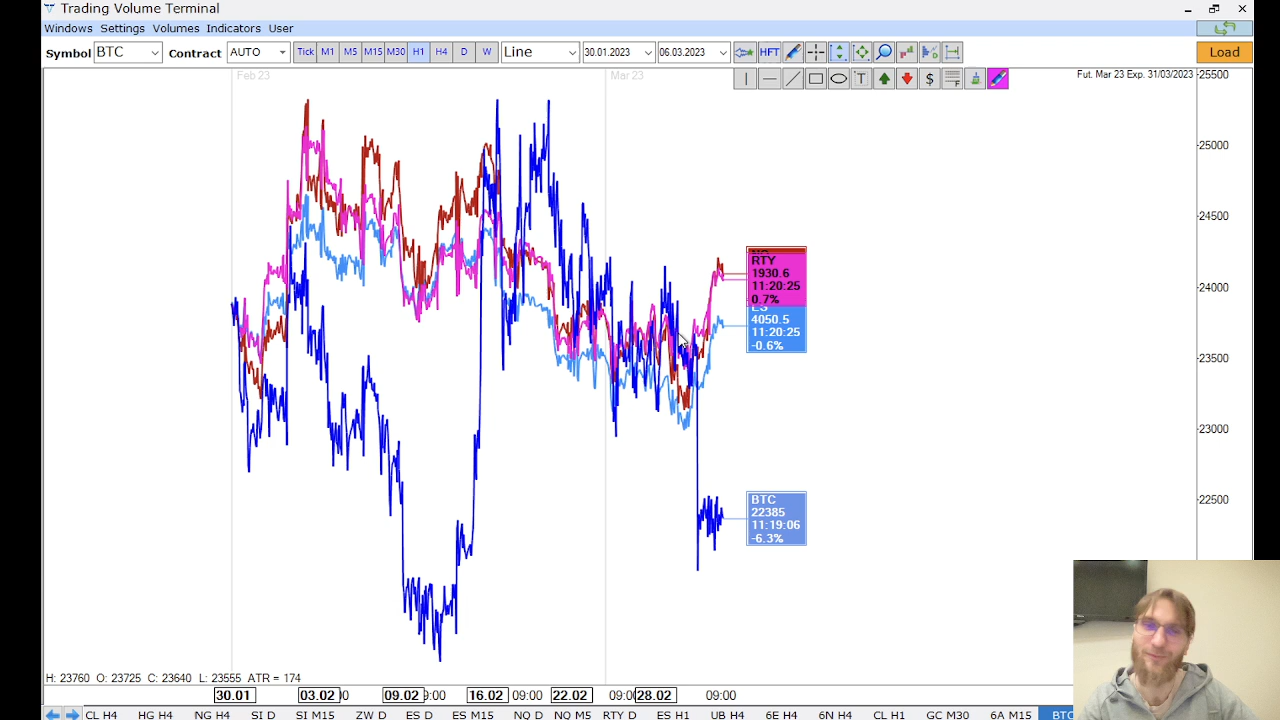 Trading Volume Terminal
Windows Settings Volumes Indicators User
Symbol BTC Contract AUTO Tick M1 M5 M15 M30 H1 H4 D W Line 30.01.2023 06.03.2023 HFT Load
T $ F
Feb 23 Mar 23 Fut. Mar 23 Exp. 31/03/2023
25500
25000
24500
24000
23500
23000
22500
RTY
1930.6
11:20:25
0.7%
ES
4050.5
11:20:25
-0.6%
BTC
22385
11:19:06
-6.3%
H: 23760 O: 23725 C: 23640 L: 23555 ATR = 174
30.01 03.02 09.02 16.02 09:00 22.02 28.02 09:00
CL H4 HG H4 NG H4 SI D SI M15 ZW D ES D ES M15 NQ D NQ M5 RTY D ES H1 UB H4 6E H4 6N H4 CL H1 GC M30 6A M15 BTC